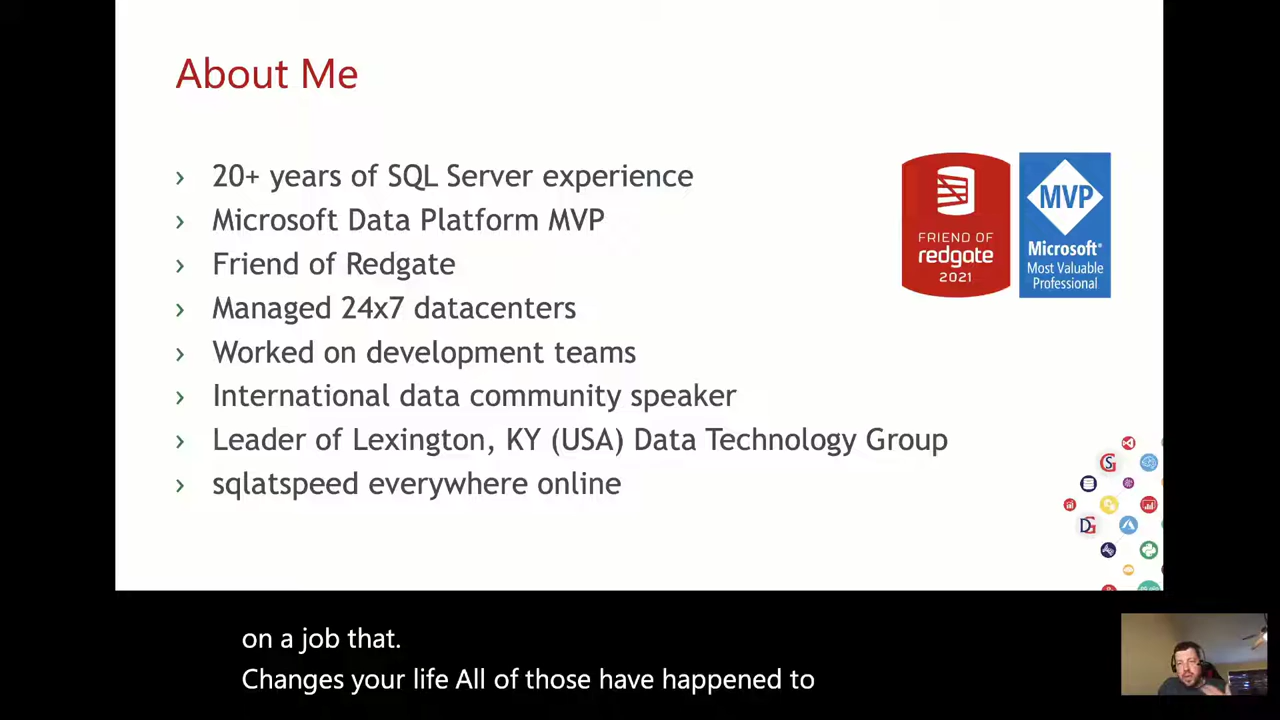 About Me
› 20+ years of SQL Server experience
› Microsoft Data Platform MVP
› Friend of Redgate
› Managed 24x7 datacenters
› Worked on development teams
› International data community speaker
› Leader of Lexington, KY (USA) Data Technology Group
› sqlatspeed everywhere online
FRIEND OF
redgate
2021
MVP
Microsoft®
Most Valuable
Professional
GS
DG
on a job that.
Changes your life All of those have happened to